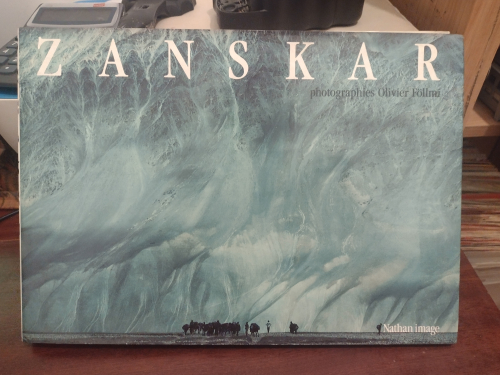 ZANSKAR
photographies Olivier Föllmi
Nathan image